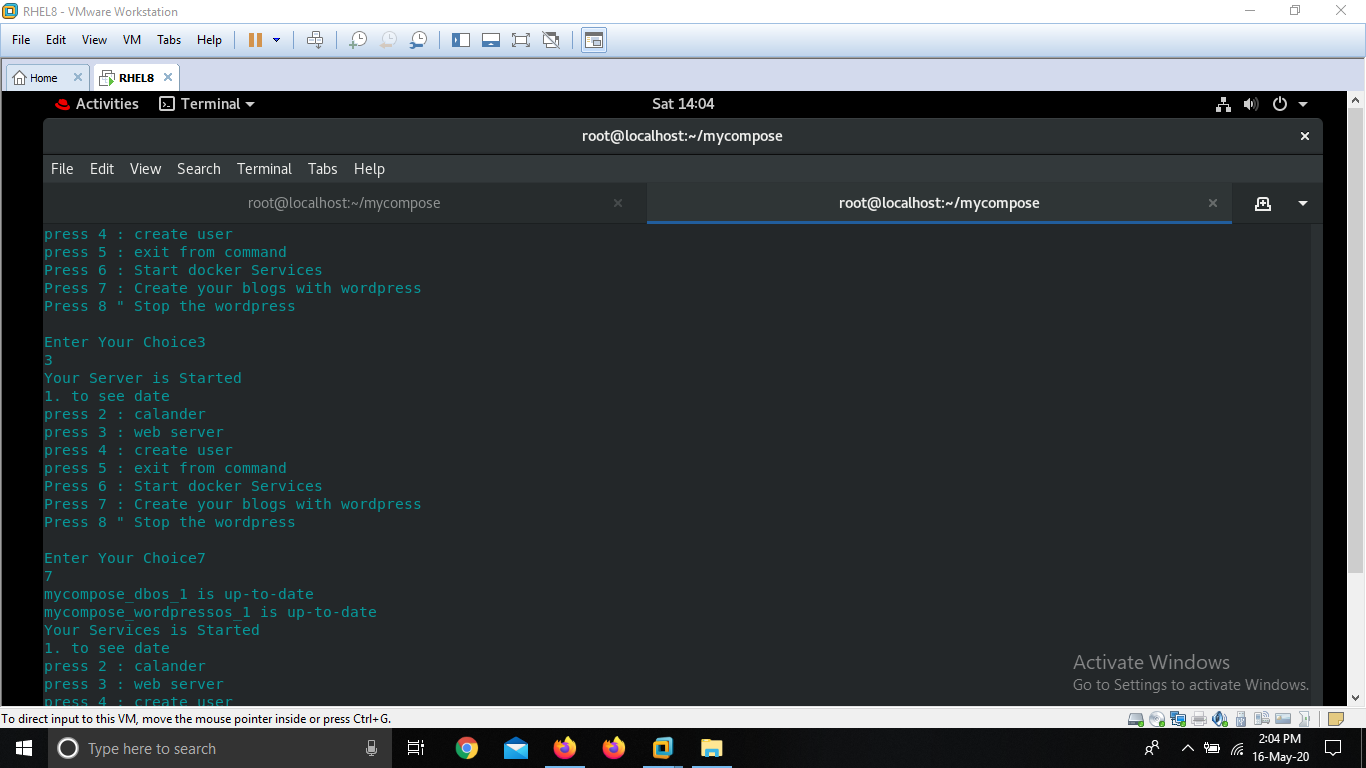 RHEL8 - VMware Workstation
File Edit View VM Tabs Help
Home RHEL8
Activities Terminal Sat 14:04
root@localhost:~/mycompose
File Edit View Search Terminal Tabs Help
root@localhost:~/mycompose root@localhost:~/mycompose
press 4 : create user
press 5 : exit from command
Press 6 : Start docker Services
Press 7 : Create your blogs with wordpress
Press 8 " Stop the wordpress
Enter Your Choice3
3
Your Server is Started
1. to see date
press 2 : calander
press 3 : web server
press 4 : create user
press 5 : exit from command
Press 6 : Start docker Services
Press 7 : Create your blogs with wordpress
Press 8 " Stop the wordpress
Enter Your Choice7
7
mycompose_dbos_1 is up-to-date
mycompose_wordpressos_1 is up-to-date
Your Services is Started
1. to see date
press 2 : calander
press 3 : web server
press 4 : create user
Activate Windows
Go to Settings to activate Windows.
To direct input to this VM, move the mouse pointer inside or press Ctrl+G.
Type here to search
2:04 PM
16-May-20